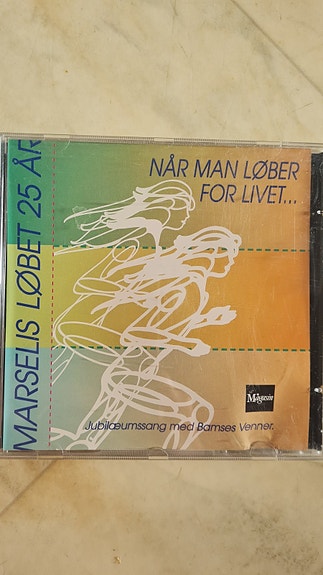 MARSELIS LØBET 25 ÅR
NÅR MAN LØBER
FOR LIVET...
Magasin
Jubilæumssang med Bamses Venner.